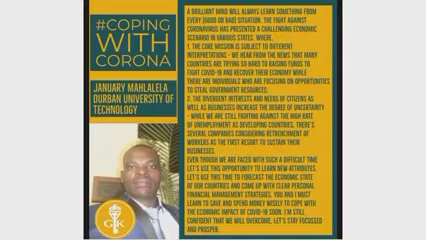 #COPING
WITH
CORONA
JANUARY MAHLALELA
DURBAN UNIVERSITY OF
TECHNOLOGY
GK
A BRILLIANT MIND WILL ALWAYS LEARN SOMETHING FROM
EVERY (GOOD OR BAD) SITUATION. THE FIGHT AGAINST
CORONAVIRUS HAS PRESENTED A CHALLENGING ECONOMIC
SCENARIO IN VARIOUS STATES. WHERE,
1. THE CORE MISSION IS SUBJECT TO DIFFERENT
INTERPRETATIONS - WE HEAR FROM THE NEWS THAT MANY
COUNTRIES ARE TRYING SO HARD TO RAISING FUNDS TO
FIGHT COVID-19 AND RECOVER THEIR ECONOMY WHILE
THERE ARE INDIVIDUALS WHO ARE FOCUSING ON OPPORTUNITIES
TO STEAL GOVERNMENT RESOURCES;
2. THE DIVERGENT INTERESTS AND NEEDS OF CITIZENS AS
WELL AS BUSINESSES INCREASE THE DEGREE OF UNCERTAINTY
- WHILE WE ARE STILL FIGHTING AGAINST THE HIGH RATE
OF UNEMPLOYMENT AS DEVELOPING COUNTRIES, THERE'S
SEVERAL COMPANIES CONSIDERING RETRENCHMENT OF
WORKERS AS THE FIRST RESORT TO SUSTAIN THEIR
BUSINESSES.
EVEN THOUGH WE ARE FACED WITH SUCH A DIFFICULT TIME
LET'S USE THIS OPPORTUNITY TO LEARN NEW ATTRIBUTES.
LET'S USE THIS TIME TO FORECAST THE ECONOMIC STATE
OF OUR COUNTRIES AND COME UP WITH CLEAR PERSONAL
FINANCIAL MANAGEMENT STRATEGIES. YOU AND I MUST
LEARN TO SAVE AND SPEND MONEY WISELY TO COPE WITH
THE ECONOMIC IMPACT OF COVID-19 SOON. I'M STILL
CONFIDENT THAT WE WILL OVERCOME. LET'S STAY FOCUSSED
AND PROSPER.